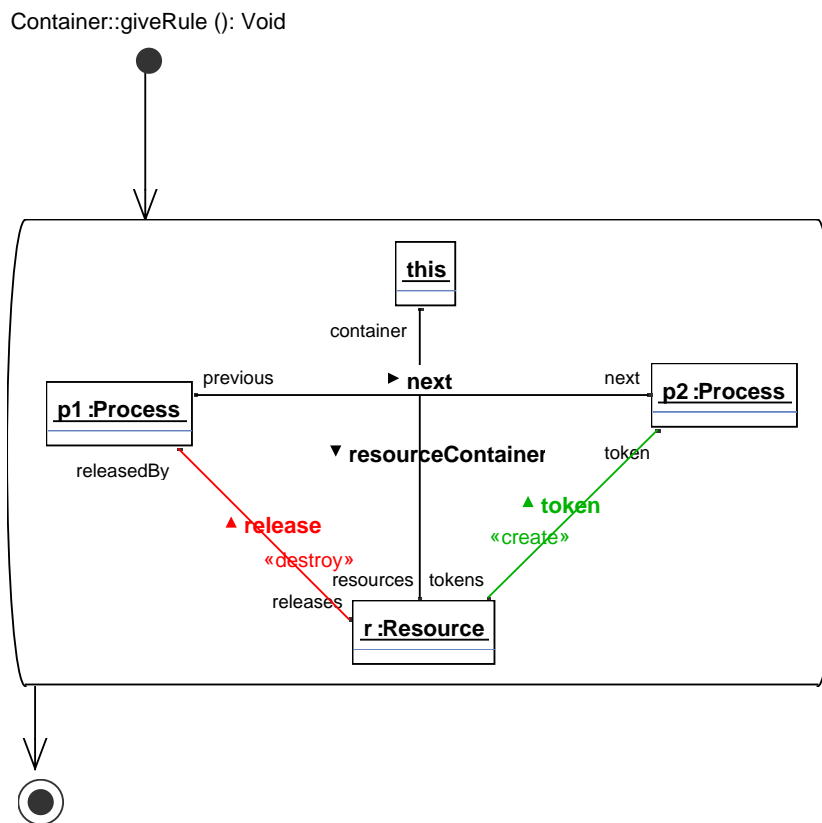 Container::giveRule (): Void
this
container
previous
► next
next
p1 :Process
p2 :Process
▼ resourceContainer
releasedBy
token
▲ release
▲ token
«destroy»
«create»
resources
tokens
releases
r :Resource